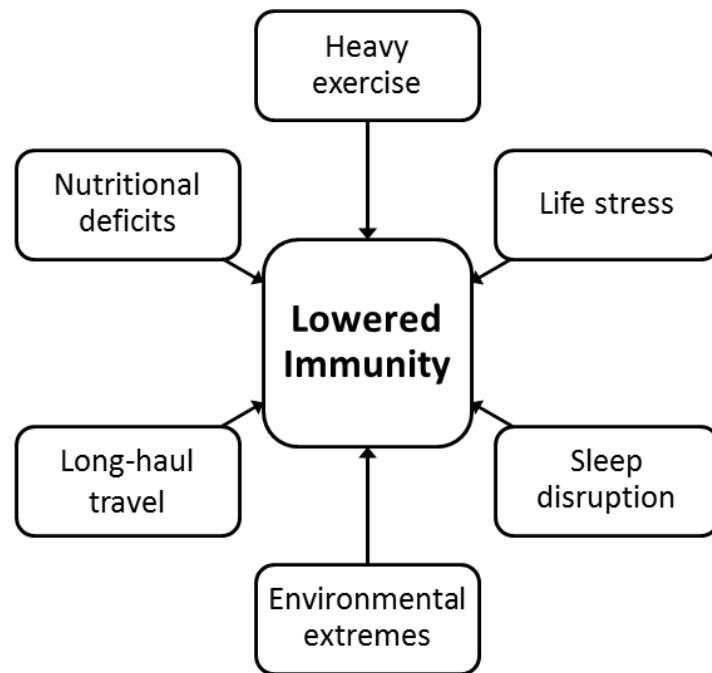 Heavy
exercise
Nutritional
deficits
Life stress
Lowered
Immunity
Long-haul
travel
Sleep
disruption
Environmental
extremes